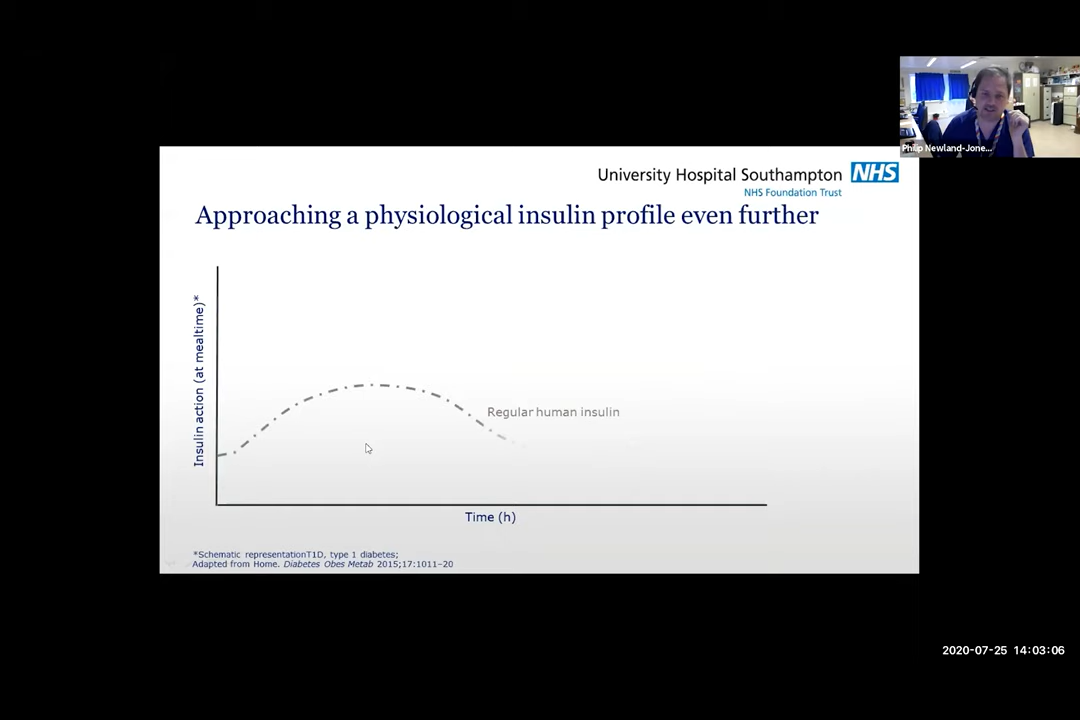 Philip Newland-Jone...
University Hospital Southampton NHS
NHS Foundation Trust
Approaching a physiological insulin profile even further
Insulin action (at mealtime)*
Regular human insulin
Time (h)
*Schematic representationT1D, type 1 diabetes;
Adapted from Home. Diabetes Obes Metab 2015;17:1011–20
2020-07-25 14:03:06